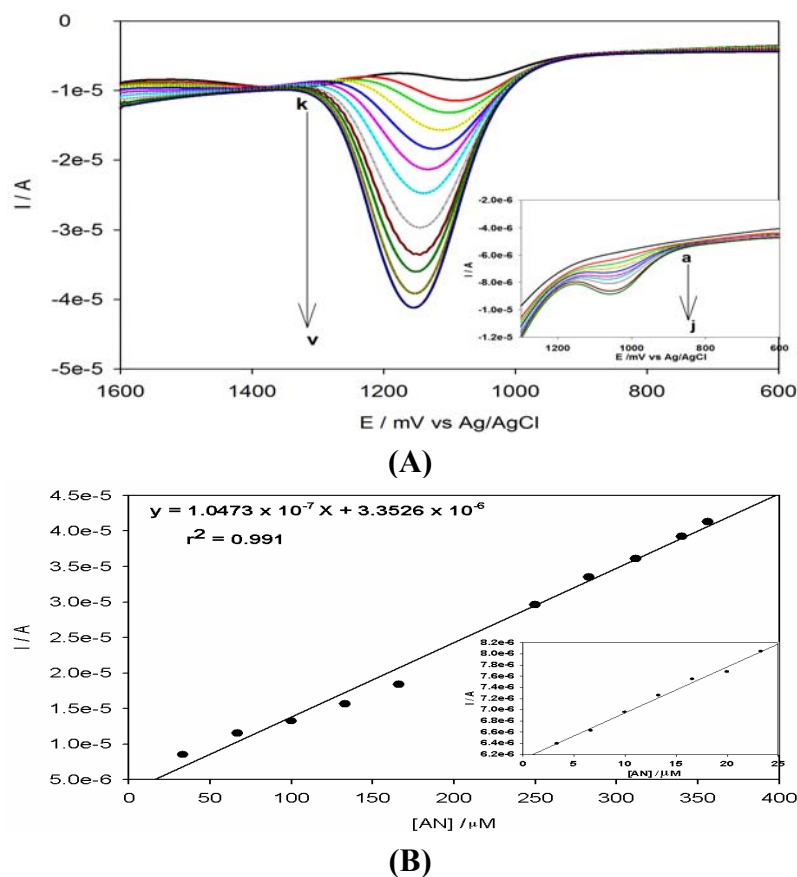 0
-1e-5
-2e-5
-3e-5
-4e-5
-5e-5
I / A
1600 1400 1200 1000 800 600
E / mV vs Ag/AgCl
k
v
-2.0e-6
-4.0e-6
-6.0e-6
-8.0e-6
-1.0e-5
-1.2e-5
I / A
a
j
1200 1000 800 600
E /mV vs Ag/AgCl
(A)
4.5e-5
4.0e-5
3.5e-5
3.0e-5
2.5e-5
2.0e-5
1.5e-5
1.0e-5
5.0e-6
I / A
y = 1.0473 x 10⁻⁷ X + 3.3526 x 10⁻⁶
r² = 0.991
0 50 100 150 200 250 300 350 400
[AN] /µM
8.2e-6
8.0e-6
7.8e-6
7.6e-6
7.4e-6
7.2e-6
7.0e-6
6.8e-6
6.6e-6
6.4e-6
6.2e-6
I / A
0 5 10 15 20 25
[AN] /µM
(B)